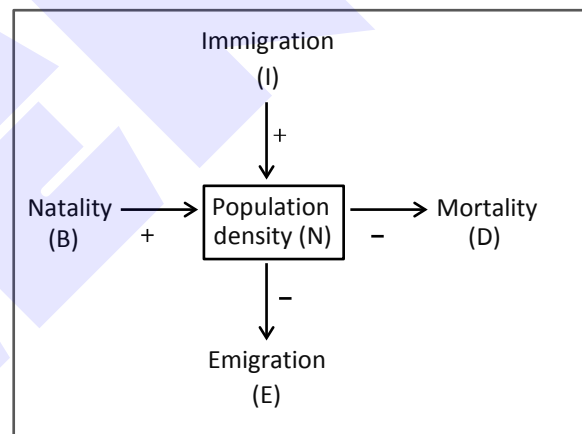 Immigration
(I)
+
Natality
(B)
+
Population
density (N)
−
Mortality
(D)
−
Emigration
(E)